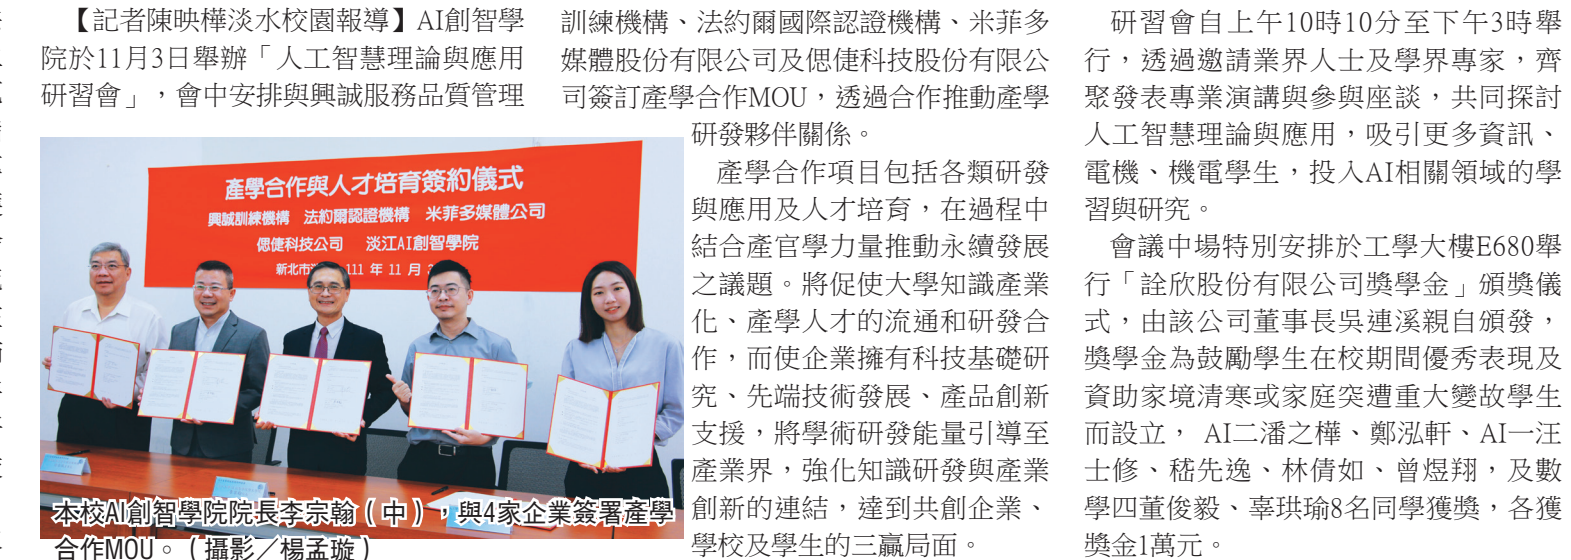 【記者陳映樺淡水校園報導】AI創智學
院於11月3日舉辦「人工智慧理論與應用
研習會」，會中安排與興誠服務品質管理
訓練機構、法約爾國際認證機構、米菲多
媒體股份有限公司及偲倢科技股份有限公
司簽訂產學合作MOU，透過合作推動產學
研發夥伴關係。
產學合作項目包括各類研發
與應用及人才培育，在過程中
結合產官學力量推動永續發展
之議題。將促使大學知識產業
化、產學人才的流通和研發合
作，而使企業擁有科技基礎研
究、先端技術發展、產品創新
支援，將學術研發能量引導至
產業界，強化知識研發與產業
創新的連結，達到共創企業、
學校及學生的三贏局面。
研習會自上午10時10分至下午3時舉
行，透過邀請業界人士及學界專家，齊
聚發表專業演講與參與座談，共同探討
人工智慧理論與應用，吸引更多資訊、
電機、機電學生，投入AI相關領域的學
習與研究。
會議中場特別安排於工學大樓E680舉
行「詮欣股份有限公司獎學金」頒獎儀
式，由該公司董事長吳連溪親自頒發，
獎學金為鼓勵學生在校期間優秀表現及
資助家境清寒或家庭突遭重大變故學生
而設立， AI二潘之樺、鄭泓軒、AI一汪
士修、嵇先逸、林倩如、曾煜翔，及數
學四董俊毅、辜珙瑜8名同學獲獎，各獲
獎金1萬元。
產學合作與人才培育簽約儀式
興誠訓練機構 法約爾認證機構 米菲多媒體公司
偲倢科技公司 淡江AI創智學院
新北市 111 年 11 月
本校AI創智學院院長李宗翰（中），與4家企業簽署產學
合作MOU。（攝影／楊孟璇）